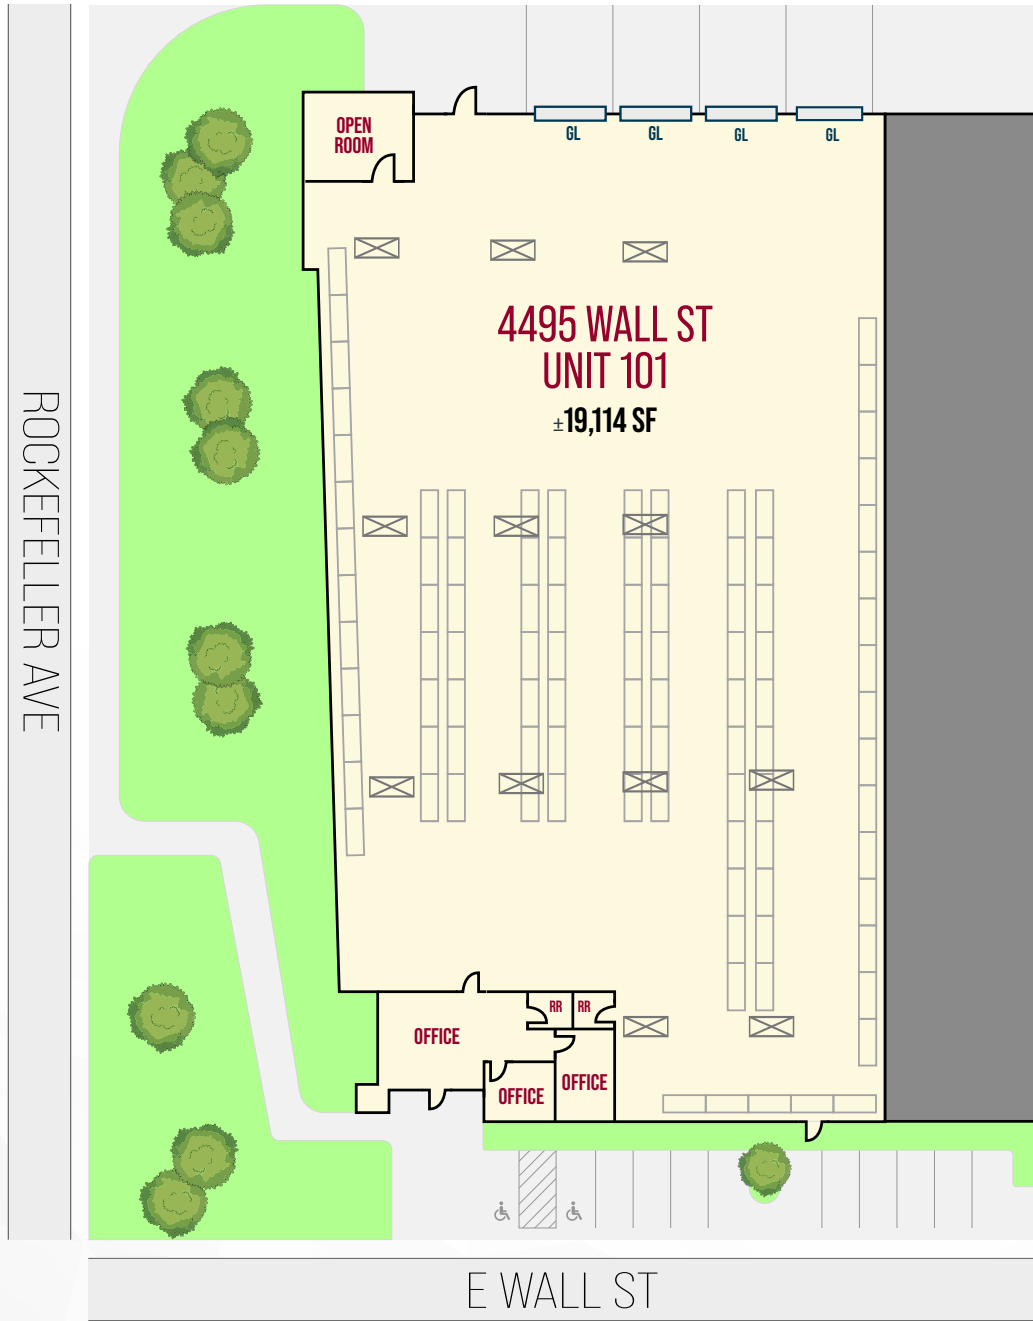 OPEN
ROOM
GL
GL
GL
GL
4495 WALL ST
UNIT 101
±19,114 SF
ROCKEFELLER AVE
RR
RR
OFFICE
OFFICE
OFFICE
E WALL ST